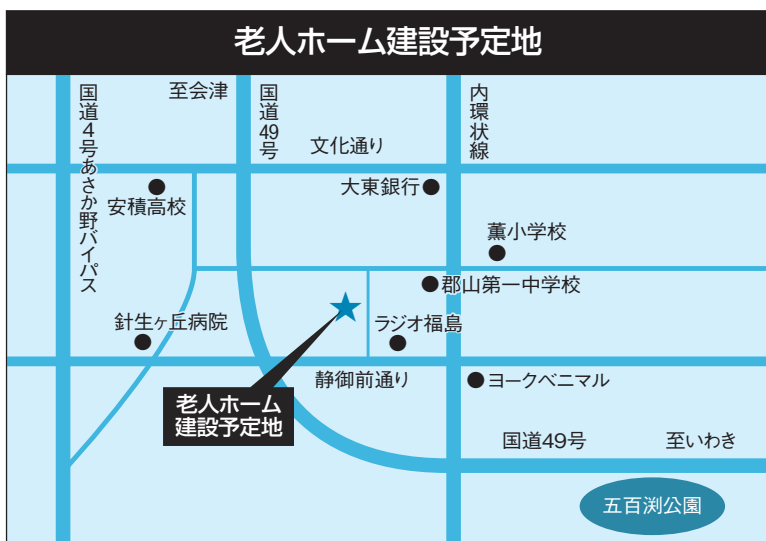 老人ホーム建設予定地
国道4号あさか野バイパス
至会津
国道49号
文化通り
内環状線
安積高校
大東銀行
薫小学校
郡山第一中学校
針生ヶ丘病院
ラジオ福島
静御前通り
ヨークベニマル
老人ホーム
建設予定地
国道49号
至いわき
五百渕公園